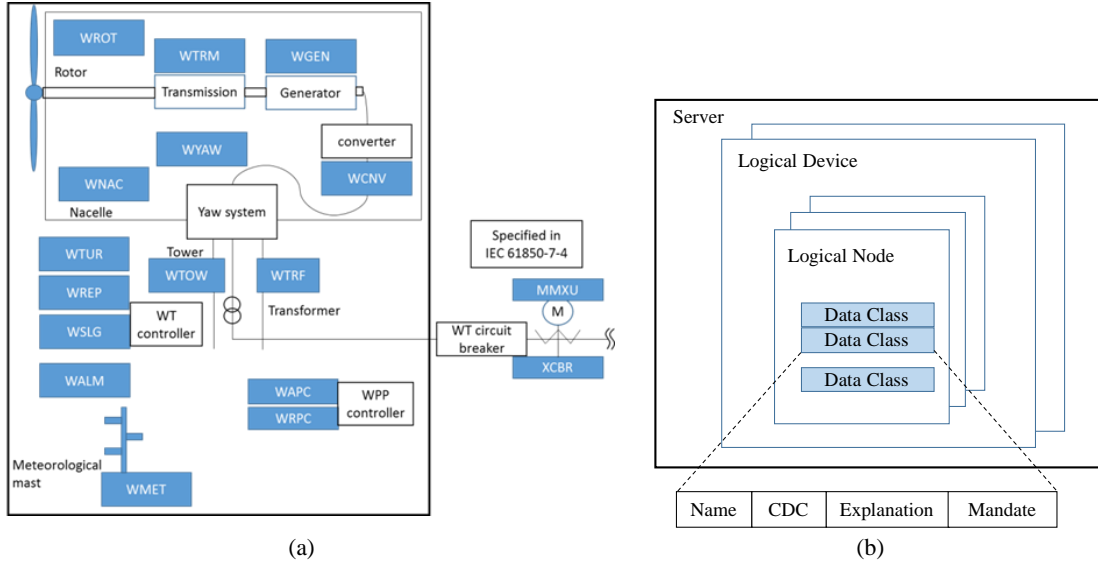 WROT
WTRM
WGEN
Rotor
Transmission
Generator
converter
WYAW
WCNV
WNAC
Nacelle
Yaw system
Specified in
IEC 61850-7-4
WTUR
Tower
WTOW
WTRF
WREP
MMXU
Transformer
M
WT
controller
WSLG
WT circuit
breaker
XCBR
WALM
WAPC
WPP
controller
WRPC
Meteorological
mast
WMET
(a)
Server
Logical Device
Logical Node
Data Class
Data Class
Data Class
Name CDC Explanation Mandate
(b)